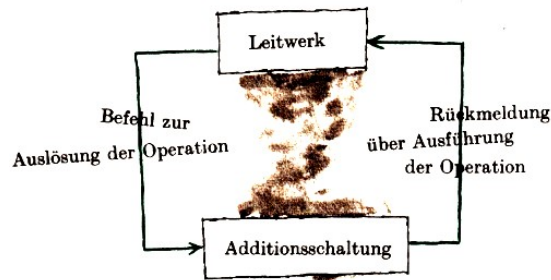 Leitwerk
Befehl zur
Auslösung der Operation
Rückmeldung
über Ausführung
der Operation
Additionsschaltung